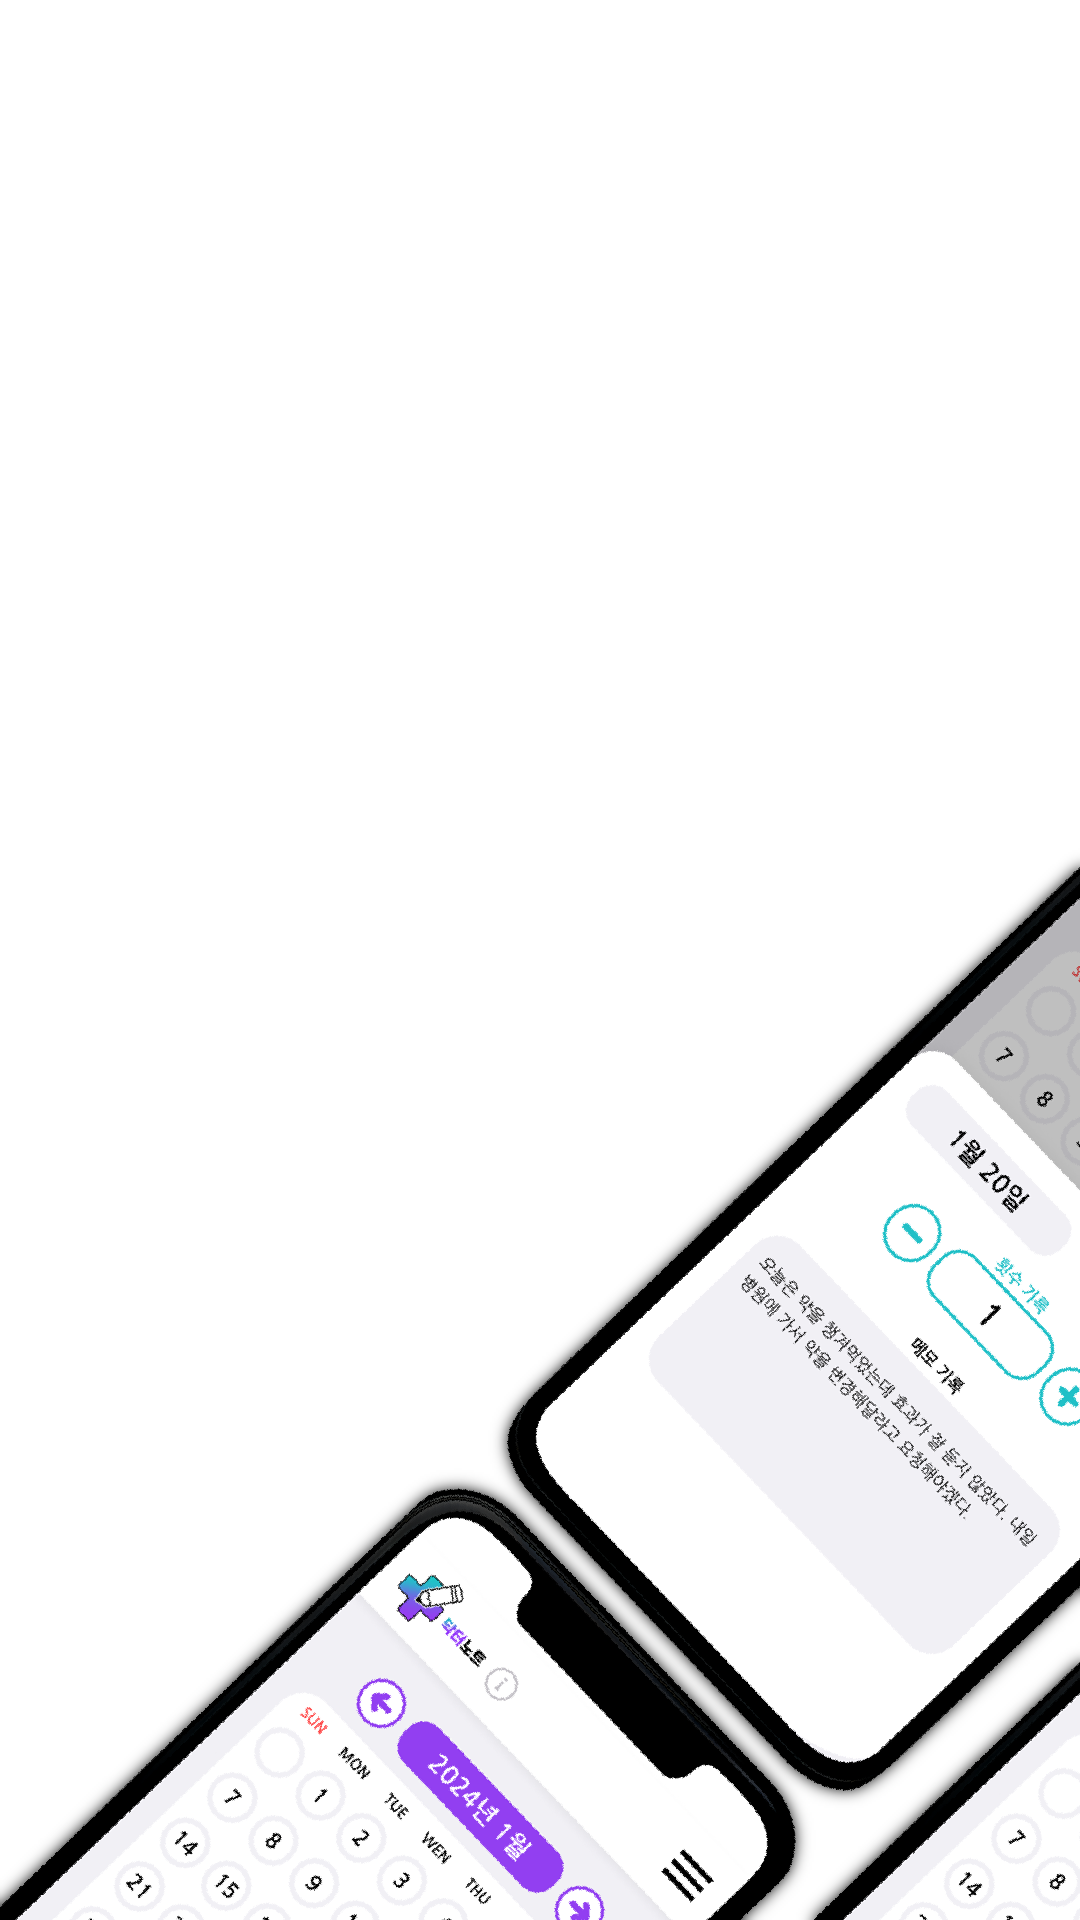 7
8
1월 20일
횟수 기록
1
메모 기록
오늘은 약을 챙겨먹었는데 효과가 잘 듣지 않았다. 내일
병원에 가서 약을 변경해달라고 요청해야겠다.
닥터노트
i
2024년 1월
SUN MON TUE WEN THU
1 2 3
7 8 9
14 15
21
7 8
14